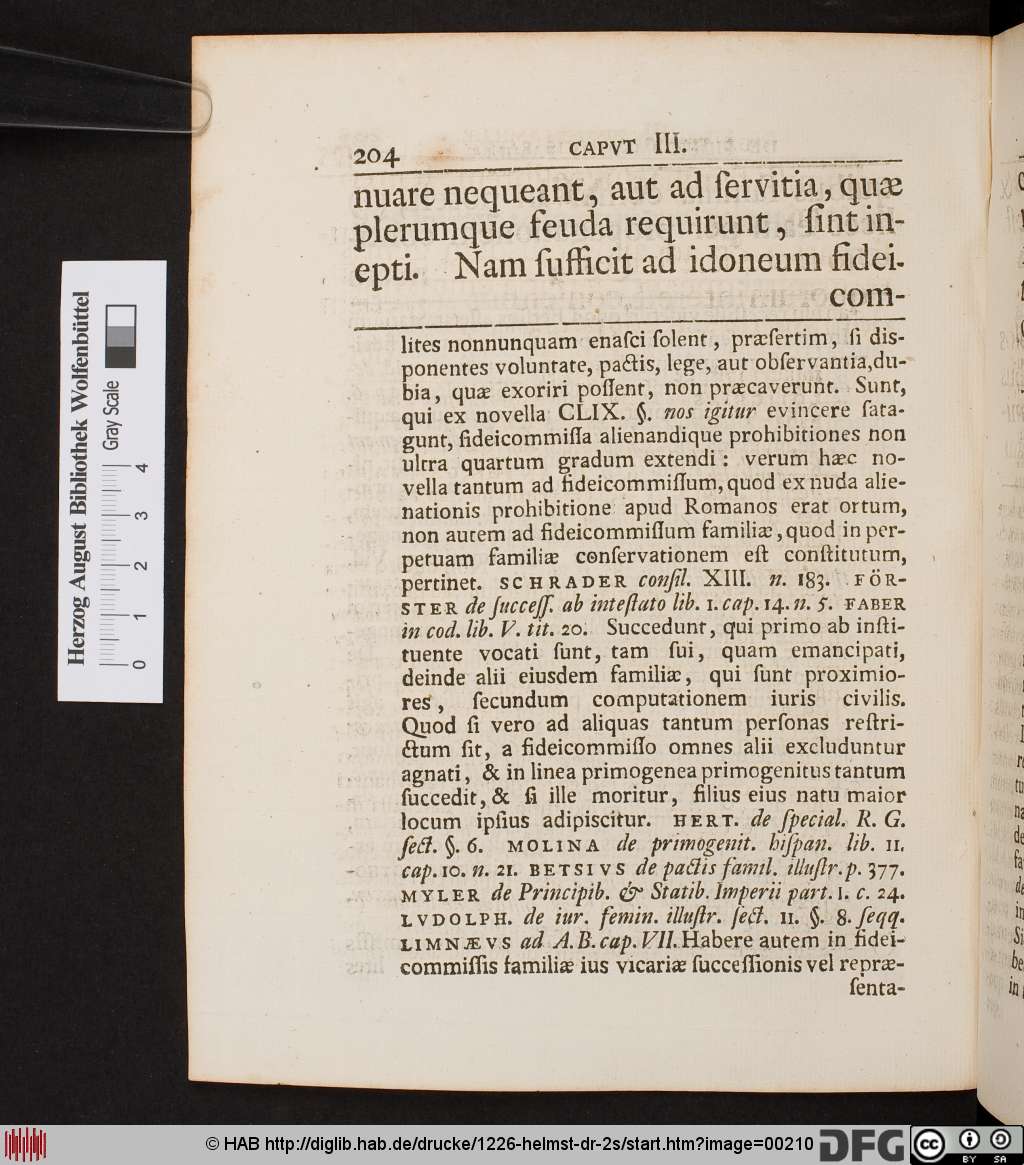 204 CAPVT III.
nuare nequeant, aut ad ſervitia, quæ
plerumque feuda requirunt, ſint in-
epti. Nam ſufficit ad idoneum fidei-
com-
lites nonnunquam enaſci ſolent, præſertim, ſi dis-
ponentes voluntate, pactis, lege, aut obſervantia,du-
bia, quæ exoriri poſſent, non præcaverunt. Sunt,
qui ex novella CLIX. §. nos igitur evincere ſata-
gunt, fideicommiſſa alienandique prohibitiones non
ultra quartum gradum extendi: verum hæc no-
vella tantum ad fideicommiſſum, quod ex nuda alie-
nationis prohibitione apud Romanos erat ortum,
non autem ad fideicommiſſum familiæ, quod in per-
petuam familiæ conſervationem eſt conſtitutum,
pertinet. SCHRADER conſil. XIII. n. 183. FÖR-
STER de ſucceſſ. ab inteſtato lib. 1. cap. 14. n. 5. FABER
in cod. lib. V. tit. 20. Succedunt, qui primo ab inſti-
tuente vocati ſunt, tam ſui, quam emancipati,
deinde alii eiusdem familiæ, qui ſunt proximio-
res, ſecundum computationem iuris civilis.
Quod ſi vero ad aliquas tantum perſonas reſtri-
ctum ſit, a fideicommiſſo omnes alii excluduntur
agnati, & in linea primogenea primogenitus tantum
ſuccedit, & ſi ille moritur, filius eius natu maior
locum ipſius adipiſcitur. HERT. de ſpecial. R. G.
ſect. §. 6. MOLINA de primogenit. hiſpan. lib. II.
cap. 10. n. 21. BETSIVS de pactis famil. illuſtr. p. 377.
MYLER de Principib. & Statib. Imperii part. I. c. 24.
LVDOLPH. de iur. femin. illuſtr. ſect. II. §. 8. ſeqq.
LIMNÆVS ad A. B. cap. VII. Habere autem in fidei-
commiſſis familiæ ius vicariæ ſucceſſionis vel repræ-
ſenta-
Herzog August Bibliothek Wolfenbüttel
Gray Scale
0 1 2 3 4
© HAB http://diglib.hab.de/drucke/1226-helmst-dr-2s/start.htm?image=00210
DFG
cc BY SA